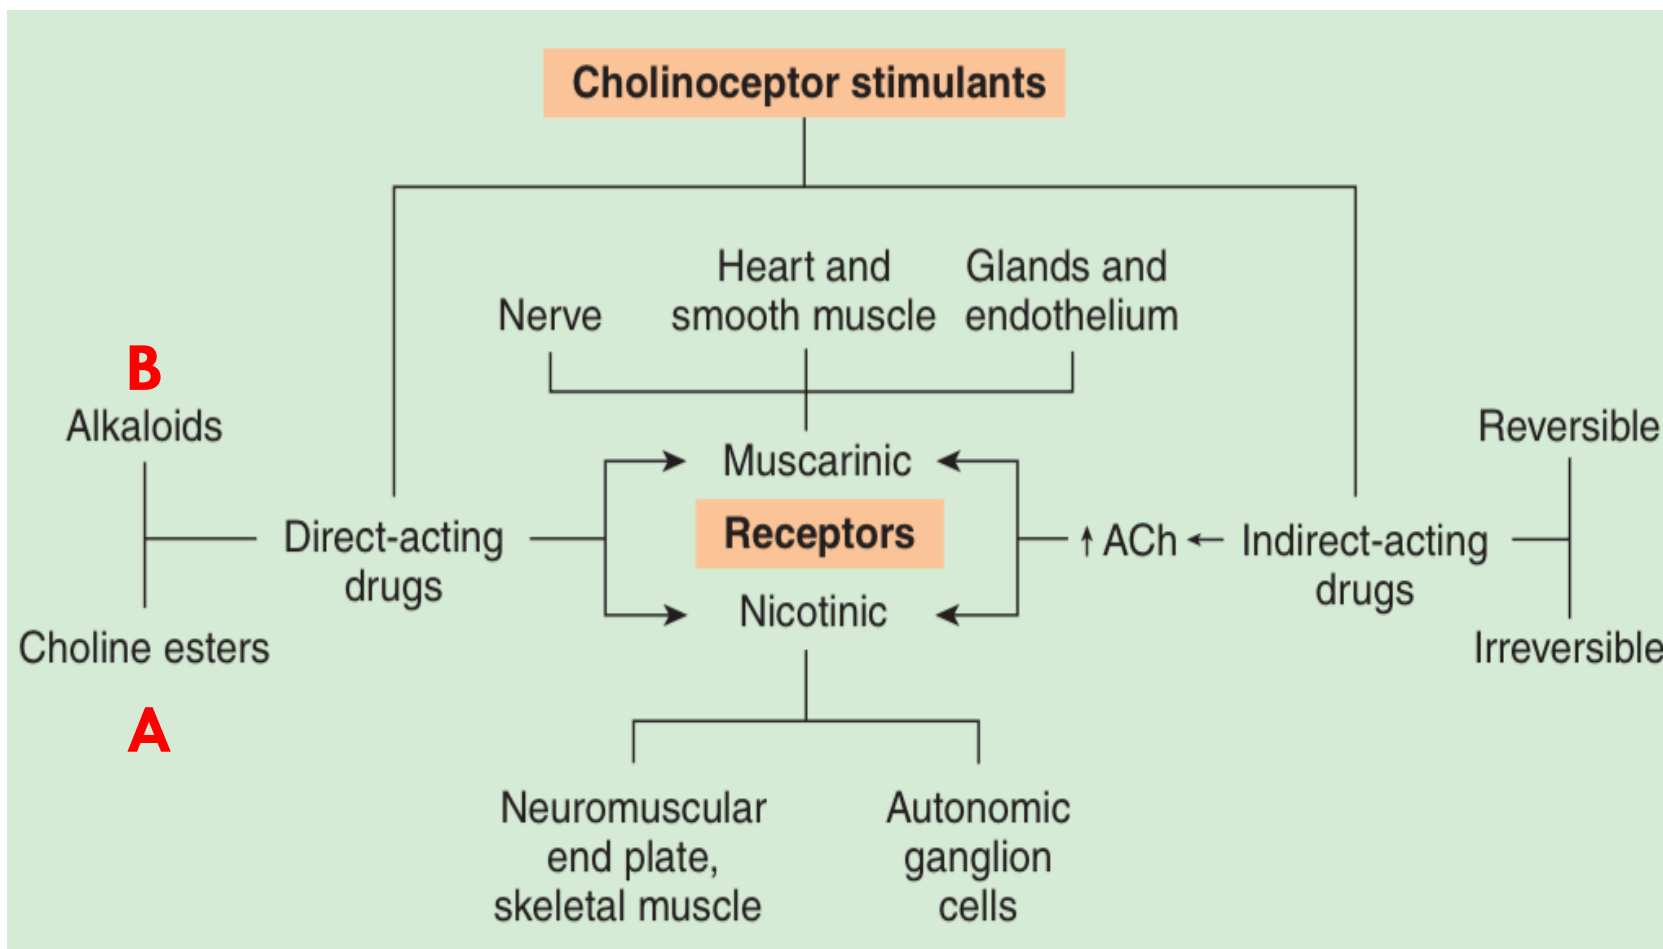 Cholinoceptor stimulants
Nerve
Heart and
smooth muscle
Glands and
endothelium
B
Alkaloids
Reversible
Muscarinic
Direct-acting
drugs
Receptors
↑ ACh
Indirect-acting
drugs
Nicotinic
Choline esters
Irreversible
A
Neuromuscular
end plate,
skeletal muscle
Autonomic
ganglion
cells